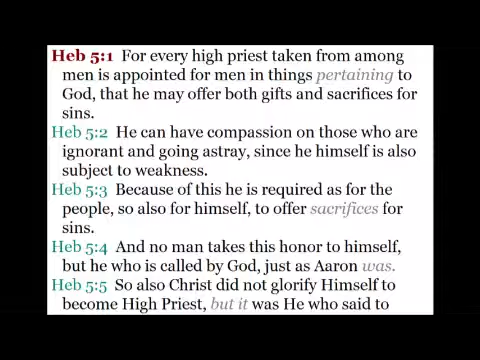 Heb 5:1 For every high priest taken from among
men is appointed for men in things pertaining to
God, that he may offer both gifts and sacrifices for
sins.
Heb 5:2 He can have compassion on those who are
ignorant and going astray, since he himself is also
subject to weakness.
Heb 5:3 Because of this he is required as for the
people, so also for himself, to offer sacrifices for
sins.
Heb 5:4 And no man takes this honor to himself,
but he who is called by God, just as Aaron was.
Heb 5:5 So also Christ did not glorify Himself to
become High Priest, but it was He who said to